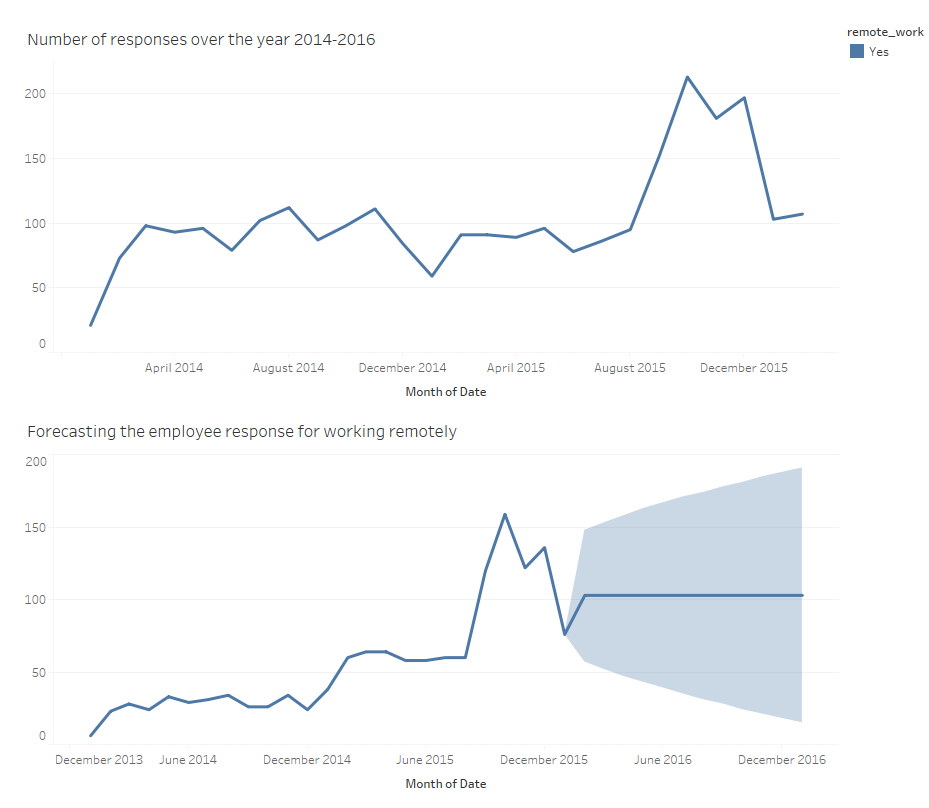 Number of responses over the year 2014-2016
remote_work
Yes
200
150
100
50
0
April 2014 August 2014 December 2014 April 2015 August 2015 December 2015
Month of Date
Forecasting the employee response for working remotely
200
150
100
50
0
December 2013 June 2014 December 2014 June 2015 December 2015 June 2016 December 2016
Month of Date